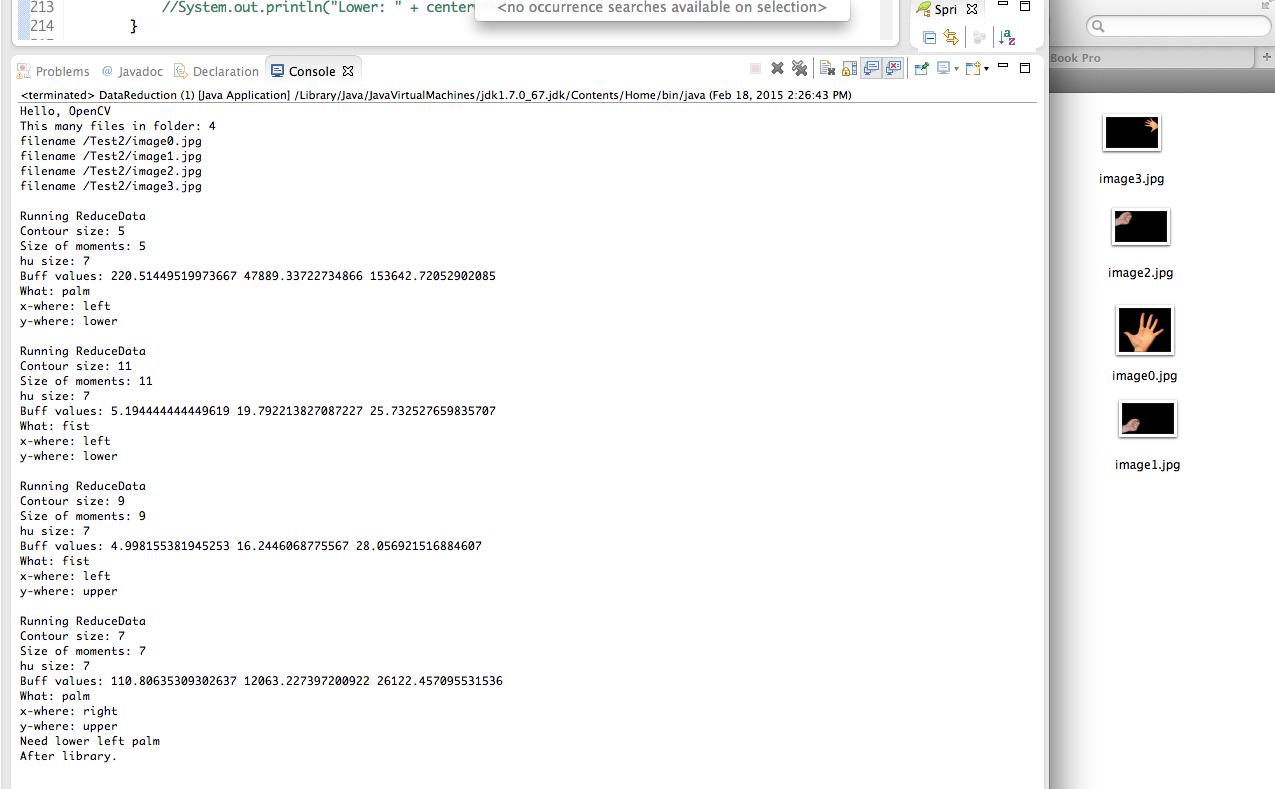 213 //System.out.println("Lower: " + center
<no occurrence searches available on selection>
Spri
214 }
Book Pro
Problems @ Javadoc Declaration Console
<terminated> DataReduction (1) [Java Application] /Library/Java/JavaVirtualMachines/jdk1.7.0_67.jdk/Contents/Home/bin/java (Feb 18, 2015 2:26:43 PM)
Hello, OpenCV
This many files in folder: 4
filename /Test2/image0.jpg
filename /Test2/image1.jpg
filename /Test2/image2.jpg
filename /Test2/image3.jpg
Running ReduceData
Contour size: 5
Size of moments: 5
hu size: 7
Buff values: 220.51449519973667 47889.33722734866 153642.72052902085
What: palm
x-where: left
y-where: lower
Running ReduceData
Contour size: 11
Size of moments: 11
hu size: 7
Buff values: 5.194444444449619 19.792213827087227 25.732527659835707
What: fist
x-where: left
y-where: lower
Running ReduceData
Contour size: 9
Size of moments: 9
hu size: 7
Buff values: 4.998155381945253 16.2446068775567 28.056921516884607
What: fist
x-where: left
y-where: upper
Running ReduceData
Contour size: 7
Size of moments: 7
hu size: 7
Buff values: 110.80635309302637 12063.227397200922 26122.457095531536
What: palm
x-where: right
y-where: upper
Need lower left palm
After library.
image3.jpg
image2.jpg
image0.jpg
image1.jpg